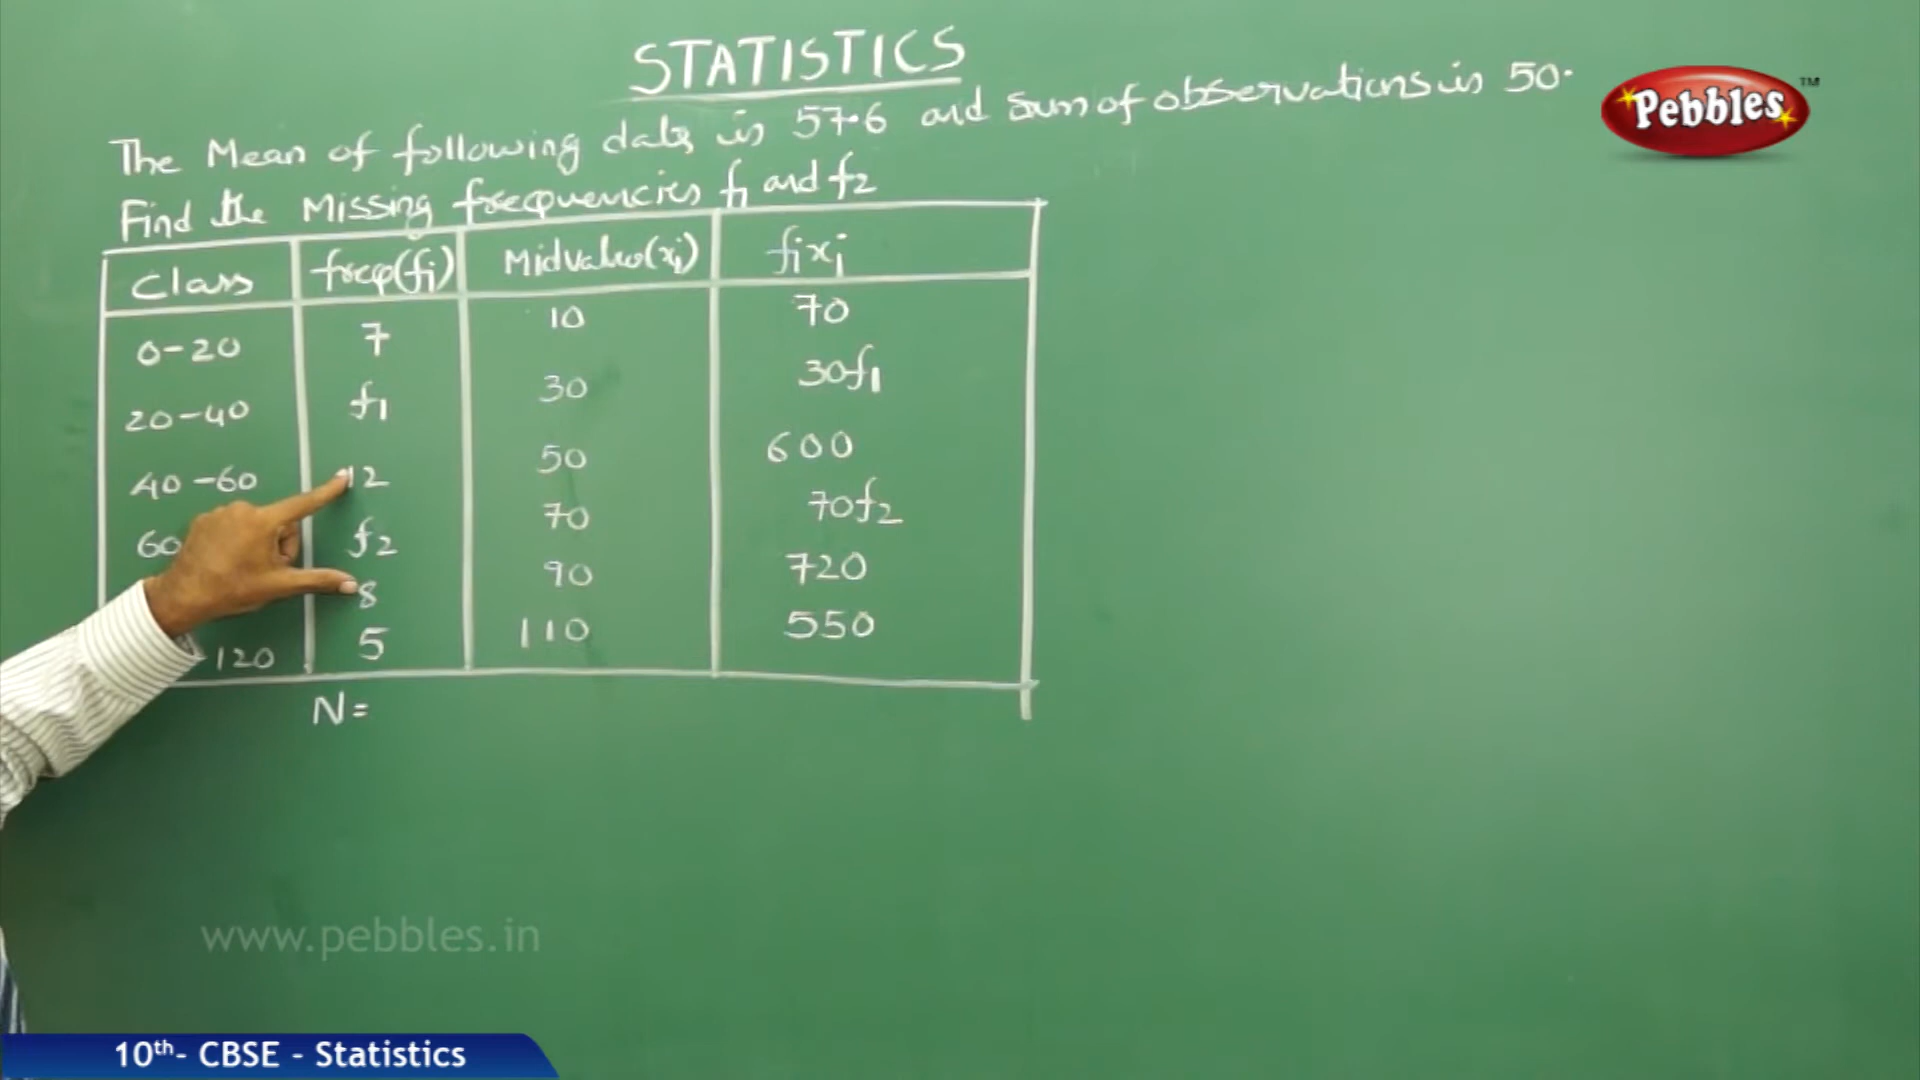 STATISTICS
The Mean of following data is 57.6 and sum of observations is 50.
Find the Missing frequencies f1 and f2
Class freq(fi) Midvalue(xi) fixi
0-20 7 10 70
20-40 f1 30 30f1
40-60 12 50 600
60 f2 70 70f2
8 90 720
-120 5 110 550
N=
Pebbles TM
www.pebbles.in
10th- CBSE - Statistics